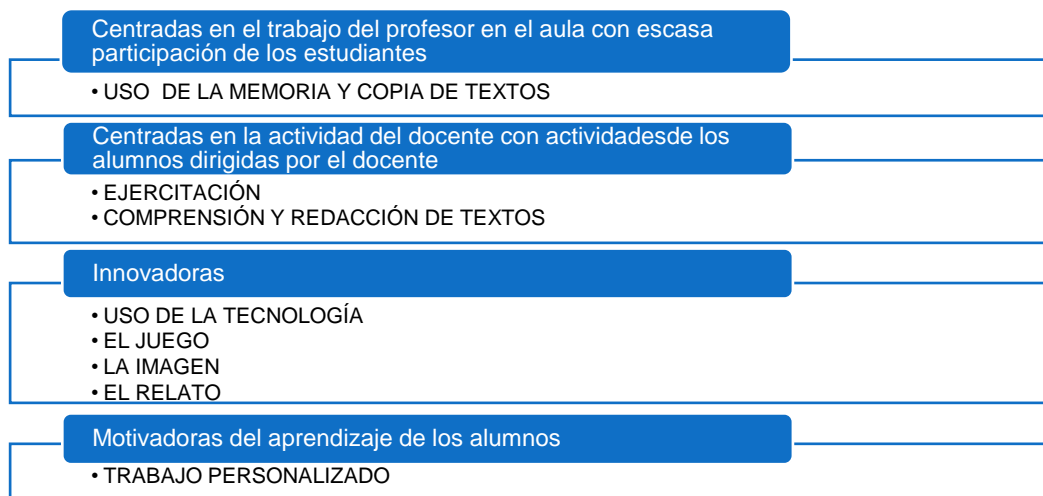 Centradas en el trabajo del profesor en el aula con escasa
participación de los estudiantes
• USO DE LA MEMORIA Y COPIA DE TEXTOS
Centradas en la actividad del docente con actividadesde los
alumnos dirigidas por el docente
• EJERCITACIÓN
• COMPRENSIÓN Y REDACCIÓN DE TEXTOS
Innovadoras
• USO DE LA TECNOLOGÍA
• EL JUEGO
• LA IMAGEN
• EL RELATO
Motivadoras del aprendizaje de los alumnos
• TRABAJO PERSONALIZADO